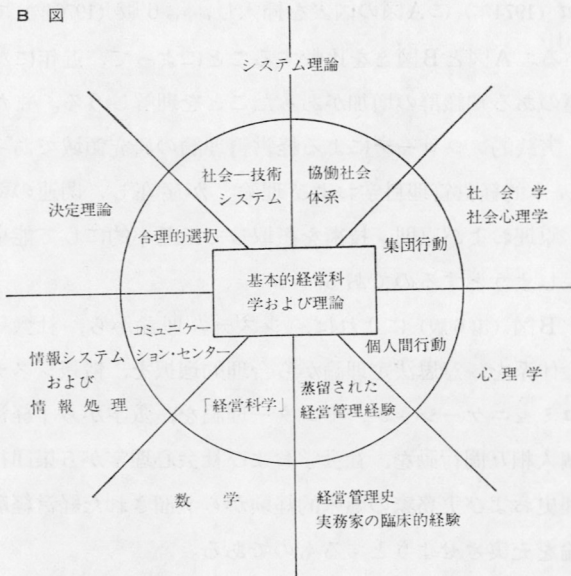 B 図
システム理論
社会―技術
システム
協働社会
体系
決定理論
社 会 学
社会心理学
合理的選択
集団行動
基本的経営科
学および理論
コミュニケー
ション・センター
個人間行動
情報システム
および
情 報 処 理
心 理 学
「経営科学」
蒸留された
経営管理経験
数 学
経営管理史
実務家の臨床的経験